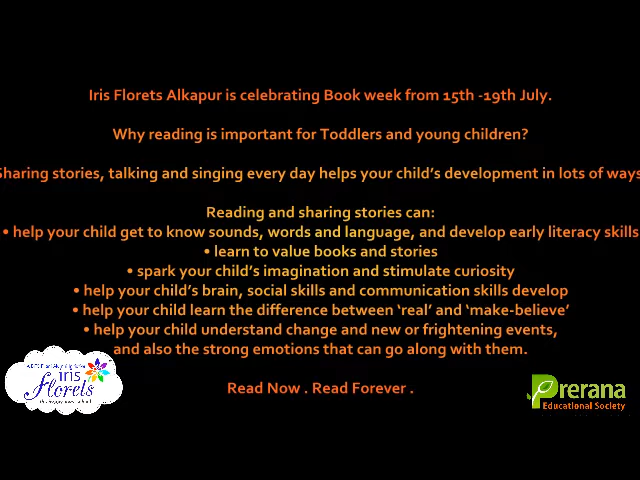 Iris Florets Alkapur is celebrating Book week from 15th -19th July.
Why reading is important for Toddlers and young children?
Sharing stories, talking and singing every day helps your child's development in lots of ways
Reading and sharing stories can:
• help your child get to know sounds, words and language, and develop early literacy skills
• learn to value books and stories
• spark your child's imagination and stimulate curiosity
• help your child's brain, social skills and communication skills develop
• help your child learn the difference between ‘real’ and ‘make-believe’
• help your child understand change and new or frightening events,
and also the strong emotions that can go along with them.
Read Now . Read Forever .
iris
florets
Prerana
Educational Society